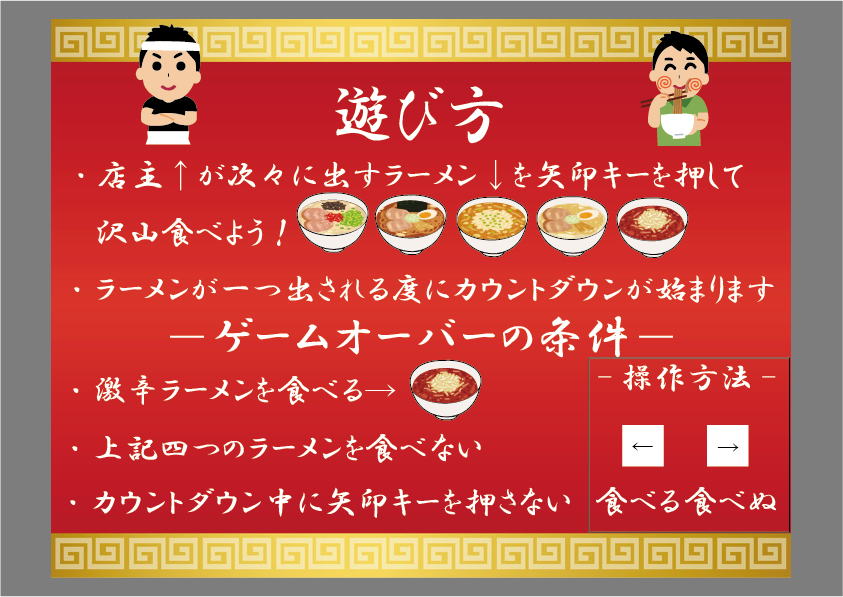 遊び方
・店主↑が次々に出すラーメン↓を矢印キーを押して
沢山食べよう！
・ラーメンが一つ出される度にカウントダウンが始まります
―ゲームオーバーの条件―
・激辛ラーメンを食べる→
・上記四つのラーメンを食べない
・カウントダウン中に矢印キーを押さない
－操作方法－
← →
食べる 食べぬ